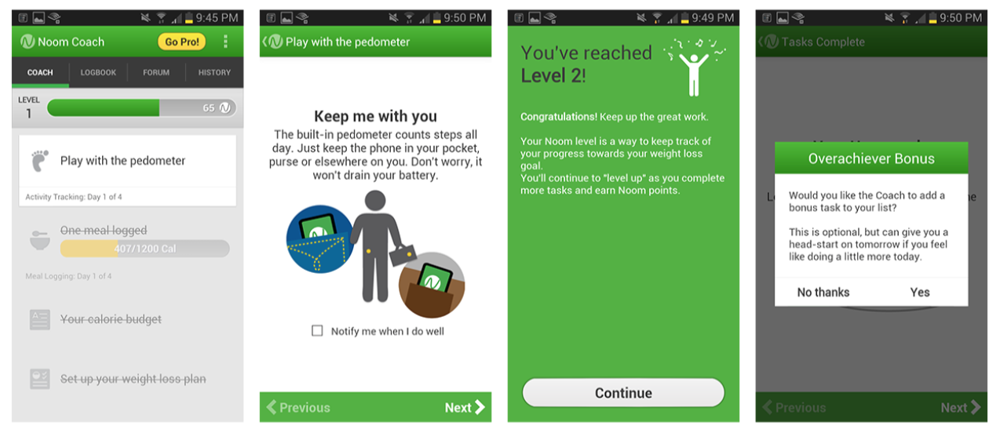 9:45 PM
Noom Coach
Go Pro!
COACH
LOGBOOK
FORUM
HISTORY
LEVEL
1
65
Play with the pedometer
Activity Tracking: Day 1 of 4
One meal logged
407/1200 Cal
Meal Logging: Day 1 of 4
Your calorie budget
Set up your weight loss plan
9:50 PM
Play with the pedometer
Keep me with you
The built-in pedometer counts steps all
day. Just keep the phone in your pocket,
purse or elsewhere on you. Don't worry, it
won't drain your battery.
Notify me when I do well
Previous
Next
9:49 PM
You've reached
Level 2!
Congratulations! Keep up the great work.
Your Noom level is a way to keep track of
your progress towards your weight loss
goal.
You'll continue to "level up" as you complete
more tasks and earn Noom points.
Continue
9:50 PM
Tasks Complete
Overachiever Bonus
Would you like the Coach to add a
bonus task to your list?
This is optional, but can give you a
head-start on tomorrow if you feel
like doing a little more today.
No thanks
Yes
Previous
Next